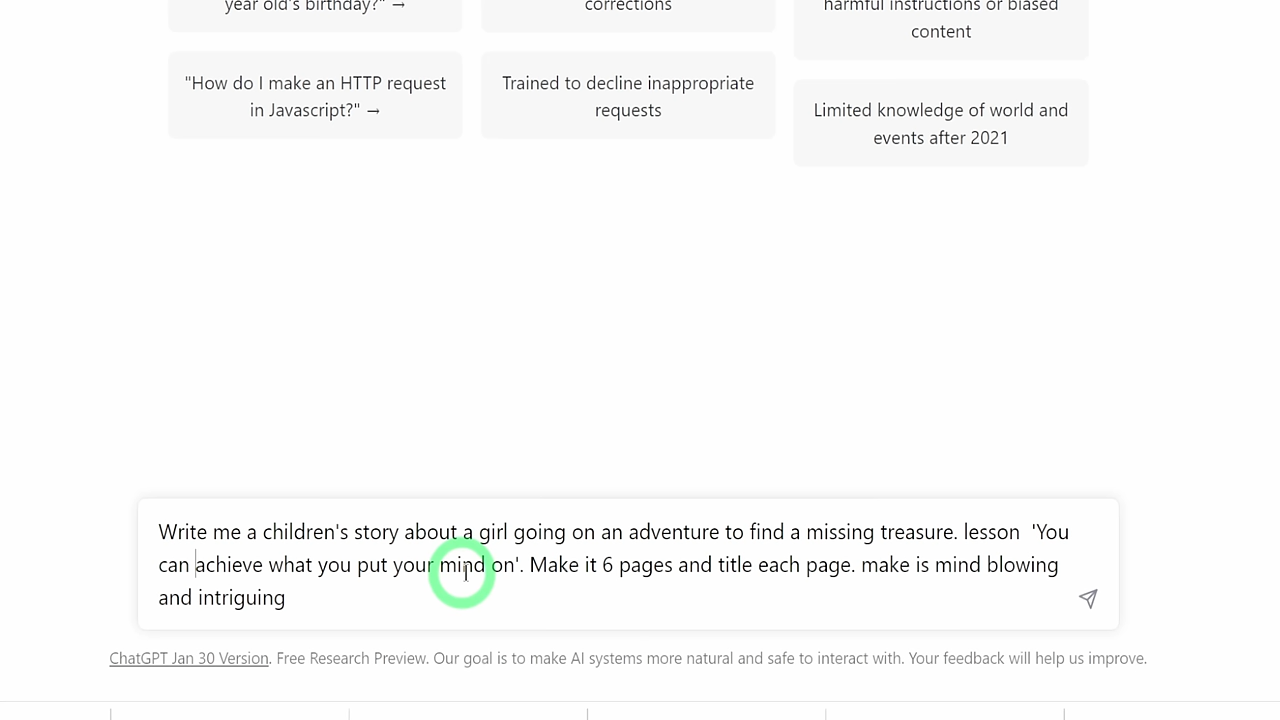 year old's birthday?" →
corrections
harmful instructions or biased
content
"How do I make an HTTP request
in Javascript?" →
Trained to decline inappropriate
requests
Limited knowledge of world and
events after 2021
Write me a children's story about a girl going on an adventure to find a missing treasure. lesson  'You
can achieve what you put your mind on'. Make it 6 pages and title each page. make is mind blowing
and intriguing
ChatGPT Jan 30 Version. Free Research Preview. Our goal is to make AI systems more natural and safe to interact with. Your feedback will help us improve.